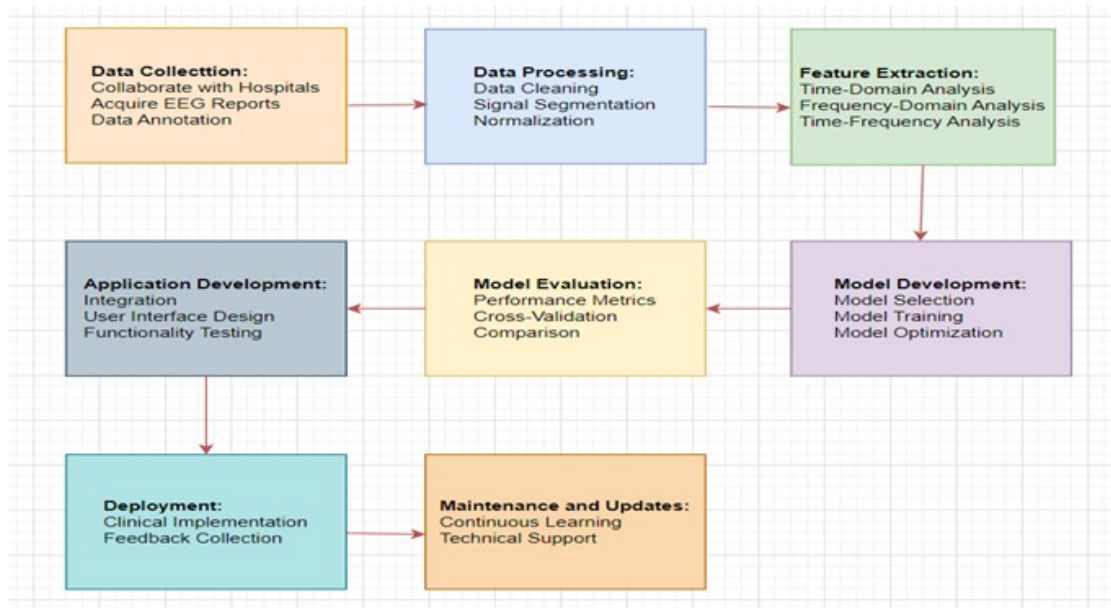 Data Collecttion:
Collaborate with Hospitals
Acquire EEG Reports
Data Annotation
Data Processing:
Data Cleaning
Signal Segmentation
Normalization
Feature Extraction:
Time-Domain Analysis
Frequency-Domain Analysis
Time-Frequency Analysis
Application Development:
Integration
User Interface Design
Functionality Testing
Model Evaluation:
Performance Metrics
Cross-Validation
Comparison
Model Development:
Model Selection
Model Training
Model Optimization
Deployment:
Clinical Implementation
Feedback Collection
Maintenance and Updates:
Continuous Learning
Technical Support